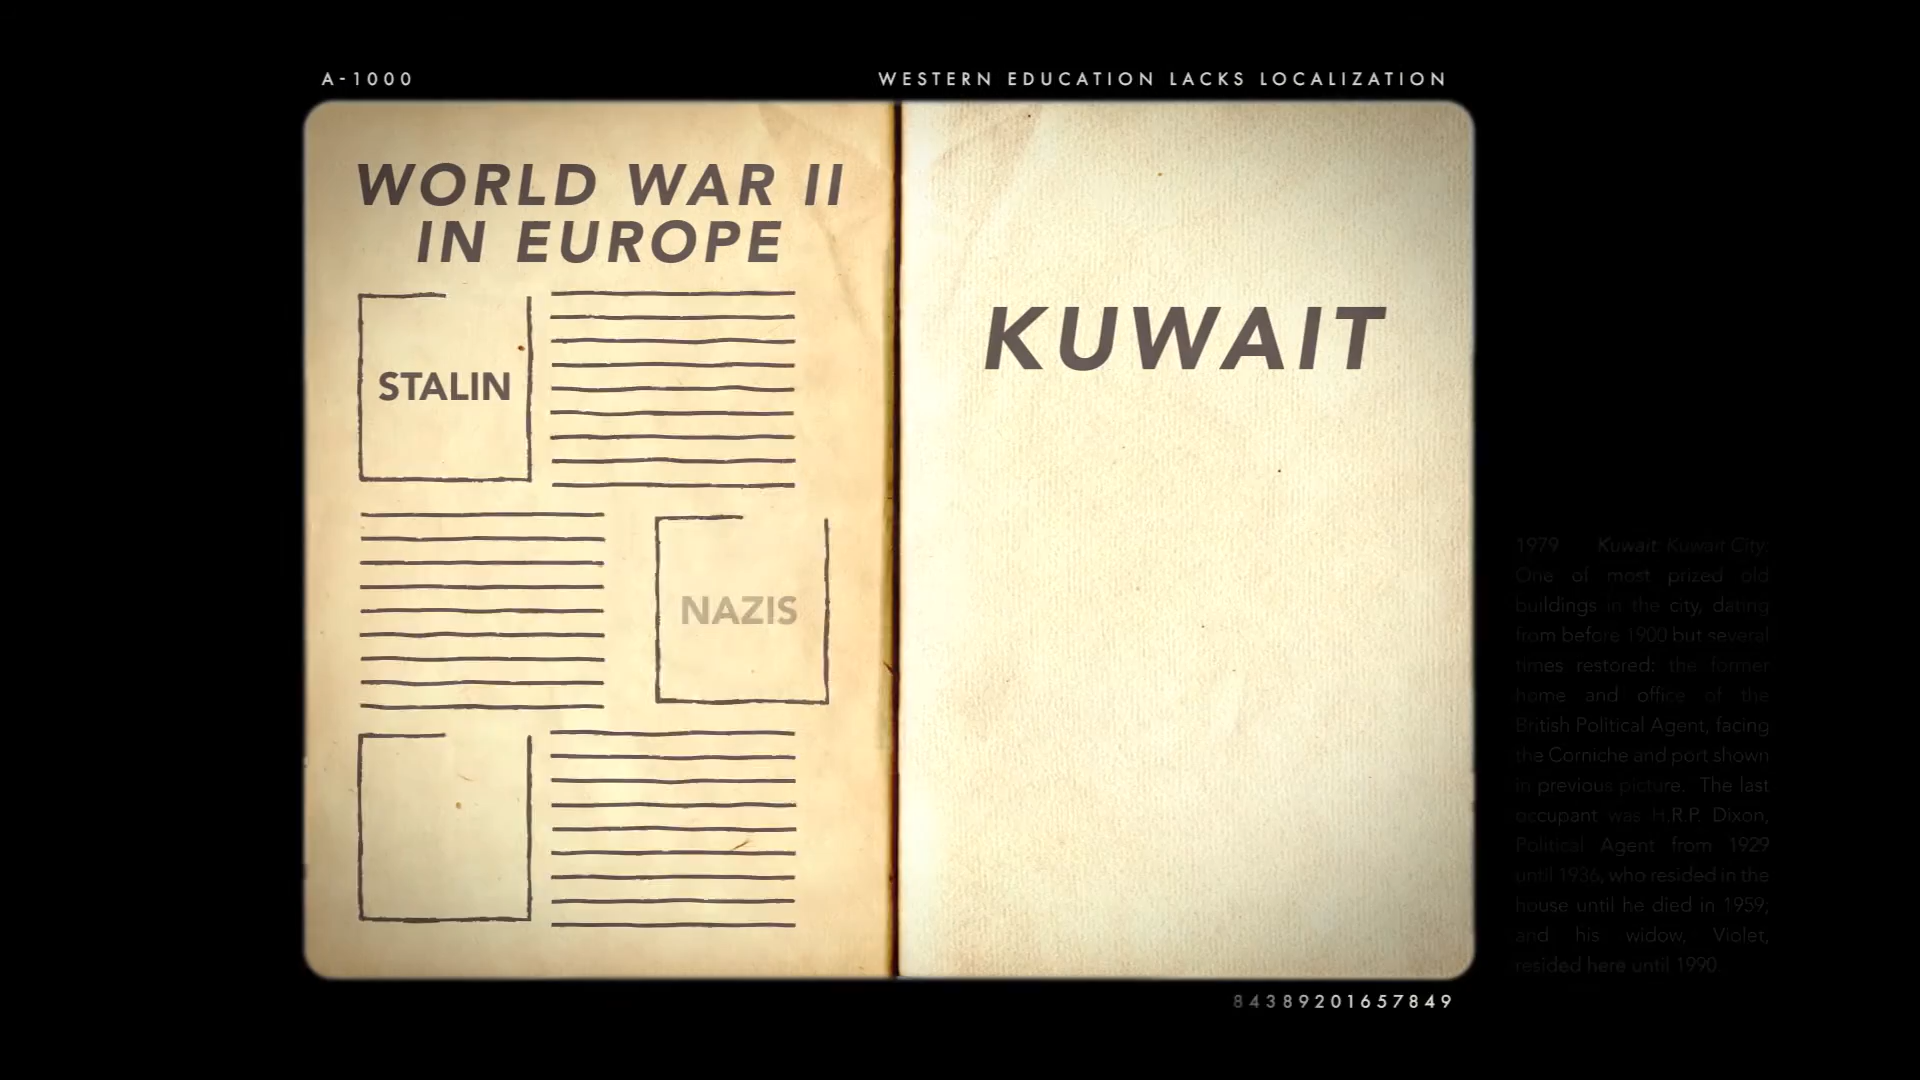 A-1000
WESTERN EDUCATION LACKS LOCALIZATION
WORLD WAR II
IN EUROPE
STALIN
NAZIS
KUWAIT
1979 Kuwait: Kuwait City.
One of most prized old
buildings in the city, dating
from before 1900 but several
times restored: the former
home and office of the
British Political Agent, facing
the Corniche and port shown
in previous picture. The last
occupant was H.R.P. Dixon,
Political Agent from 1929
until 1936, who resided in the
house until he died in 1959;
and his widow, Violet,
resided here until 1990
84389201657849